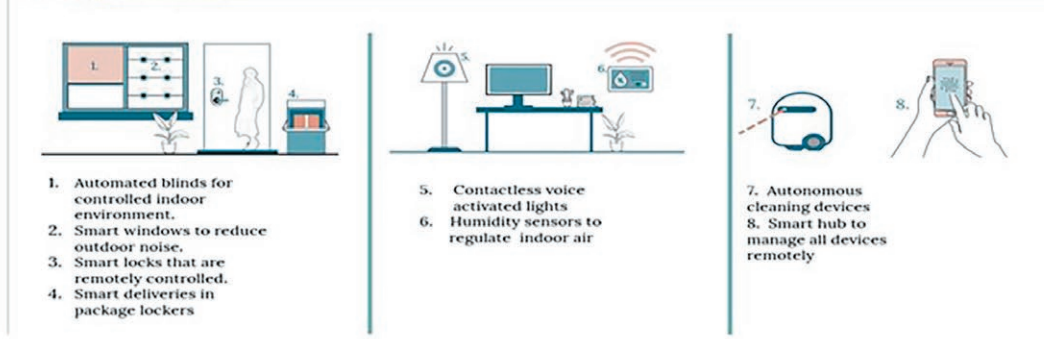 1.
2.
3.
4.
5.
6.
7.
8.
1. Automated blinds for
controlled indoor
environment.
2. Smart windows to reduce
outdoor noise.
3. Smart locks that are
remotely controlled.
4. Smart deliveries in
package lockers
5. Contactless voice
activated lights
6. Humidity sensors to
regulate indoor air
7. Autonomous
cleaning devices
8. Smart hub to
manage all devices
remotely